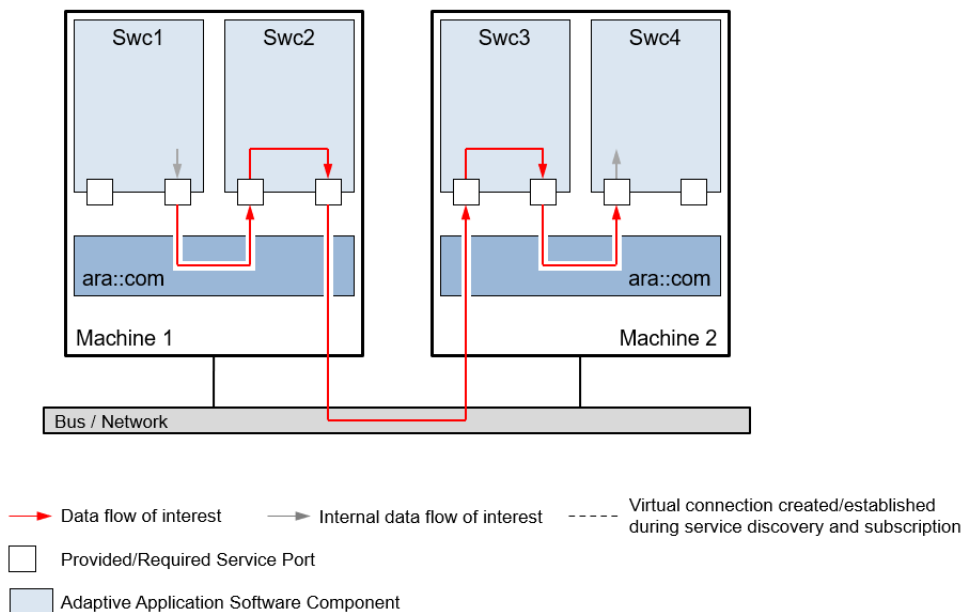 Swc1
Swc2
Swc3
Swc4
ara::com
ara::com
Machine 1
Machine 2
Bus / Network
Data flow of interest
Internal data flow of interest
Virtual connection created/established
during service discovery and subscription
Provided/Required Service Port
Adaptive Application Software Component